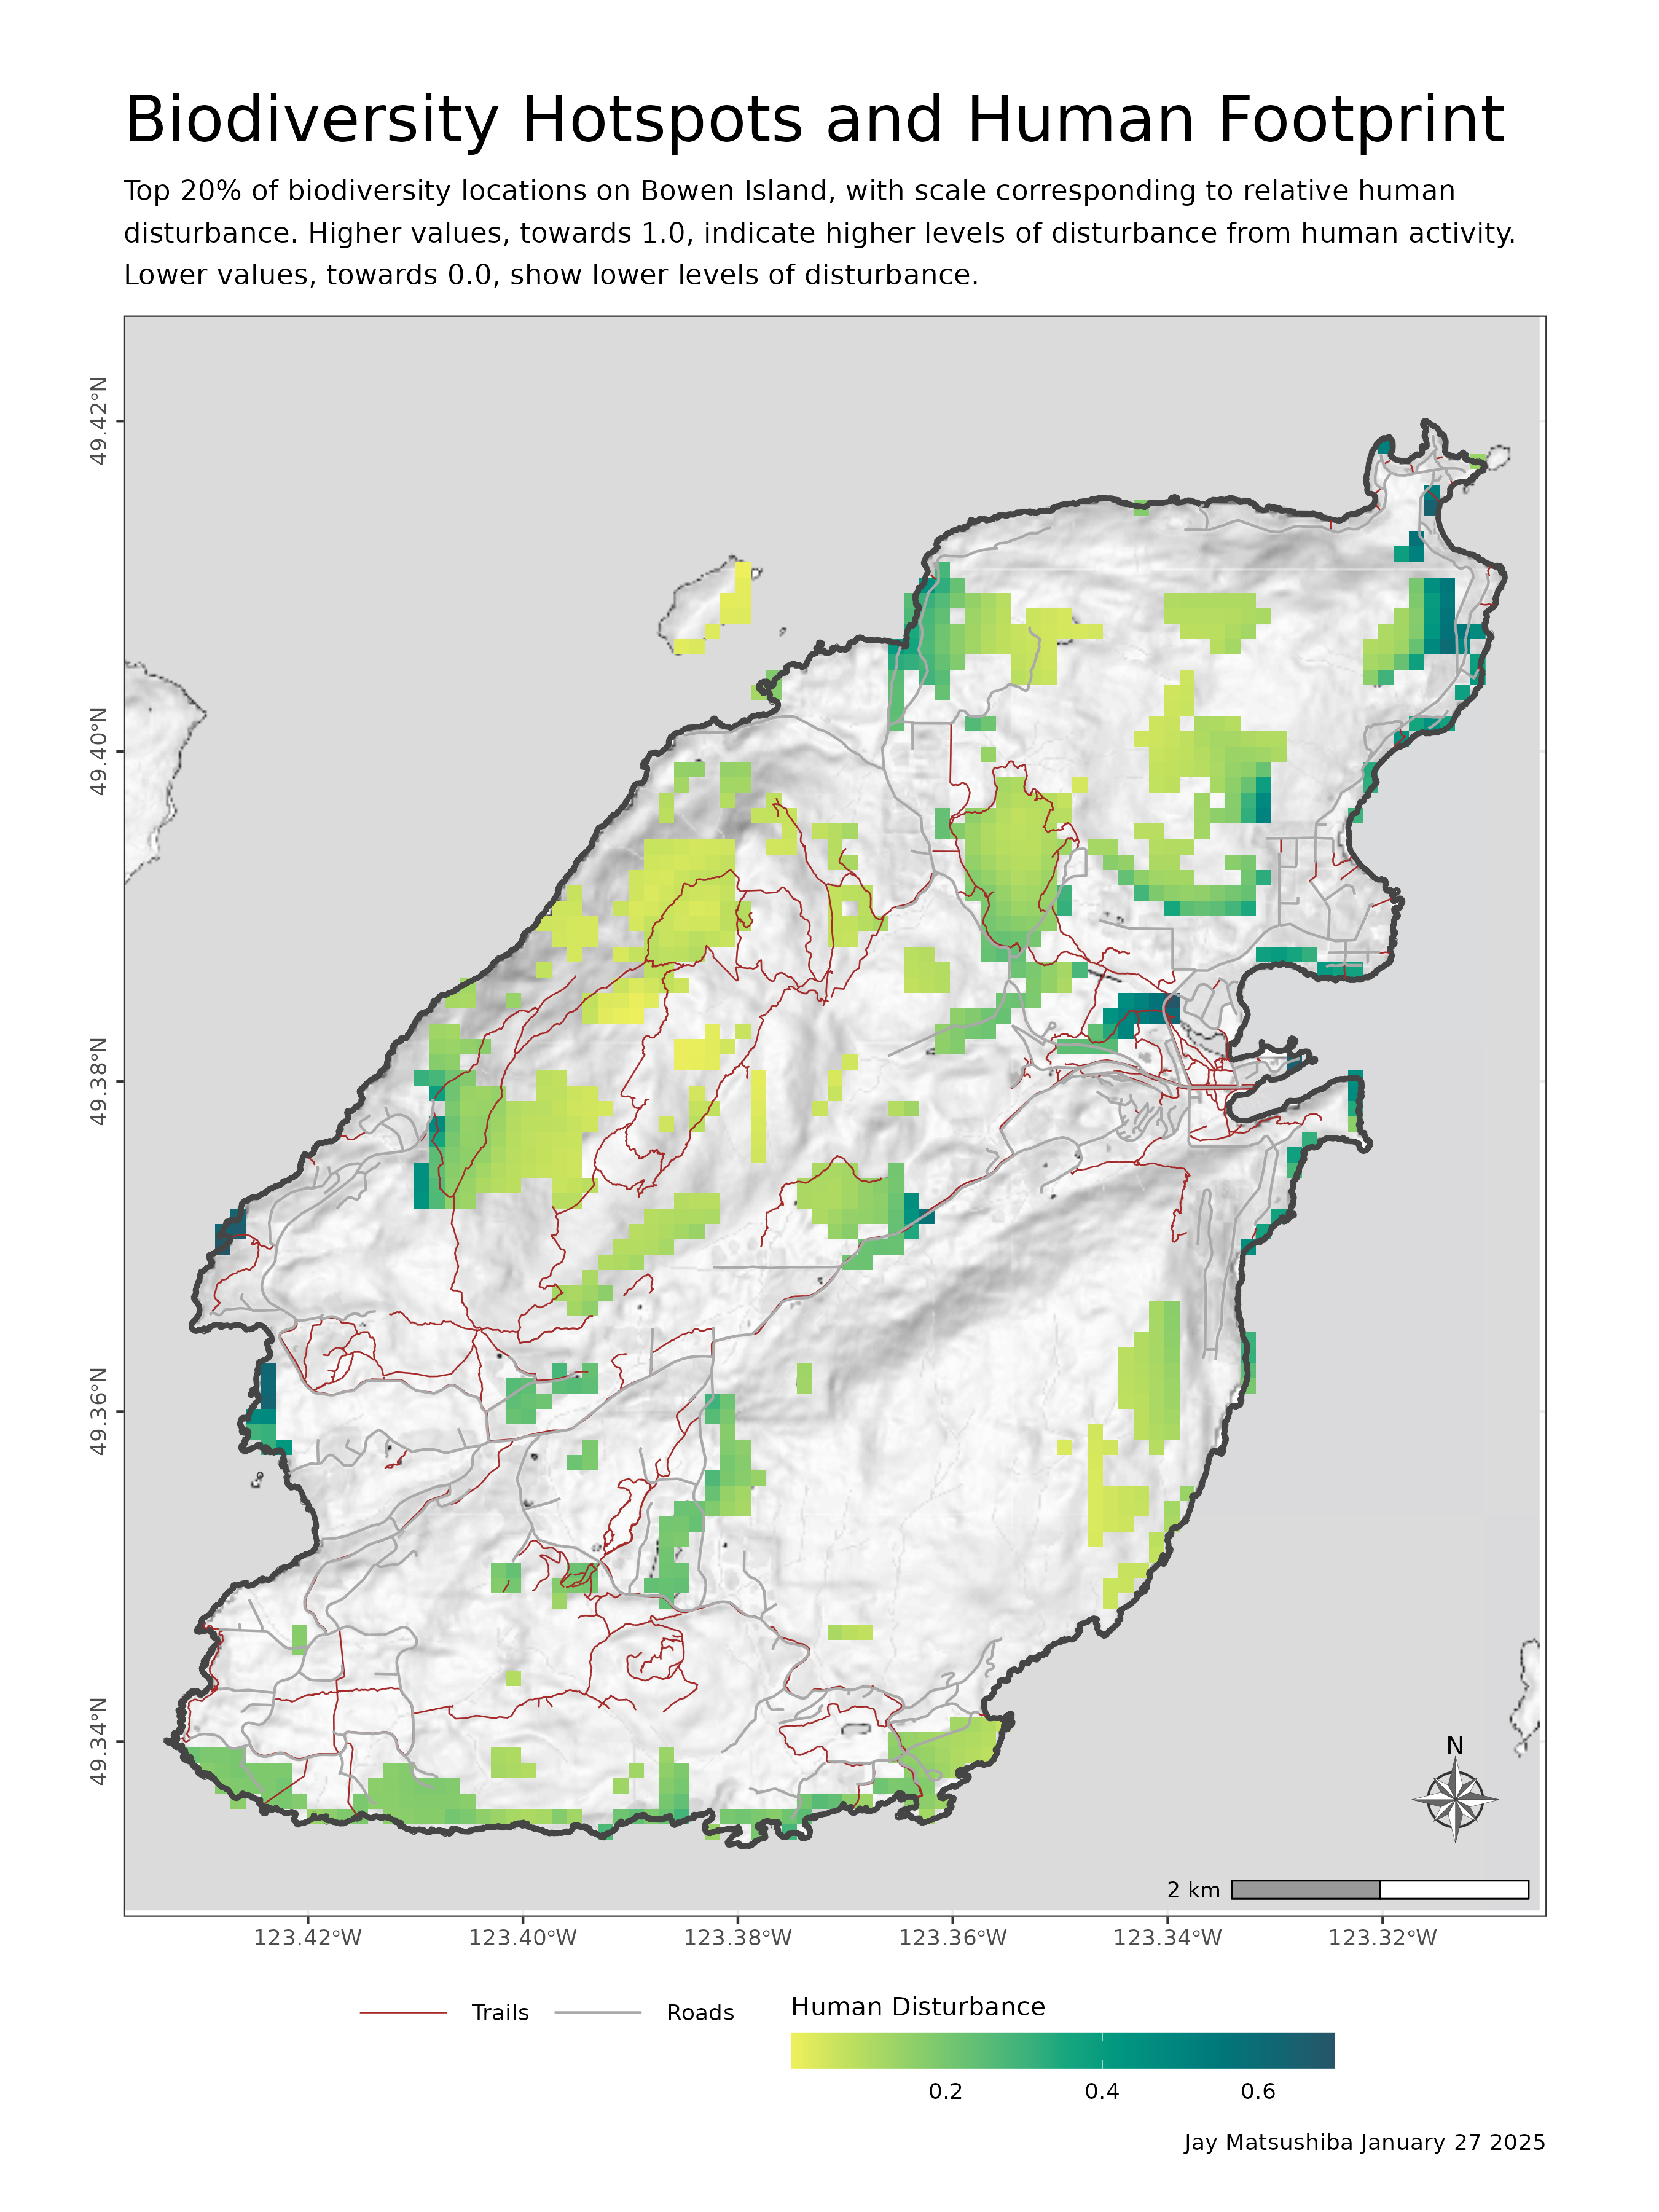 Biodiversity Hotspots and Human Footprint
Top 20% of biodiversity locations on Bowen Island, with scale corresponding to relative human
disturbance. Higher values, towards 1.0, indicate higher levels of disturbance from human activity.
Lower values, towards 0.0, show lower levels of disturbance.
49.42°N
49.40°N
49.38°N
49.36°N
49.34°N
N
2 km
123.42°W
123.40°W
123.38°W
123.36°W
123.34°W
123.32°W
Trails
Roads
Human Disturbance
0.2
0.4
0.6
Jay Matsushiba January 27 2025